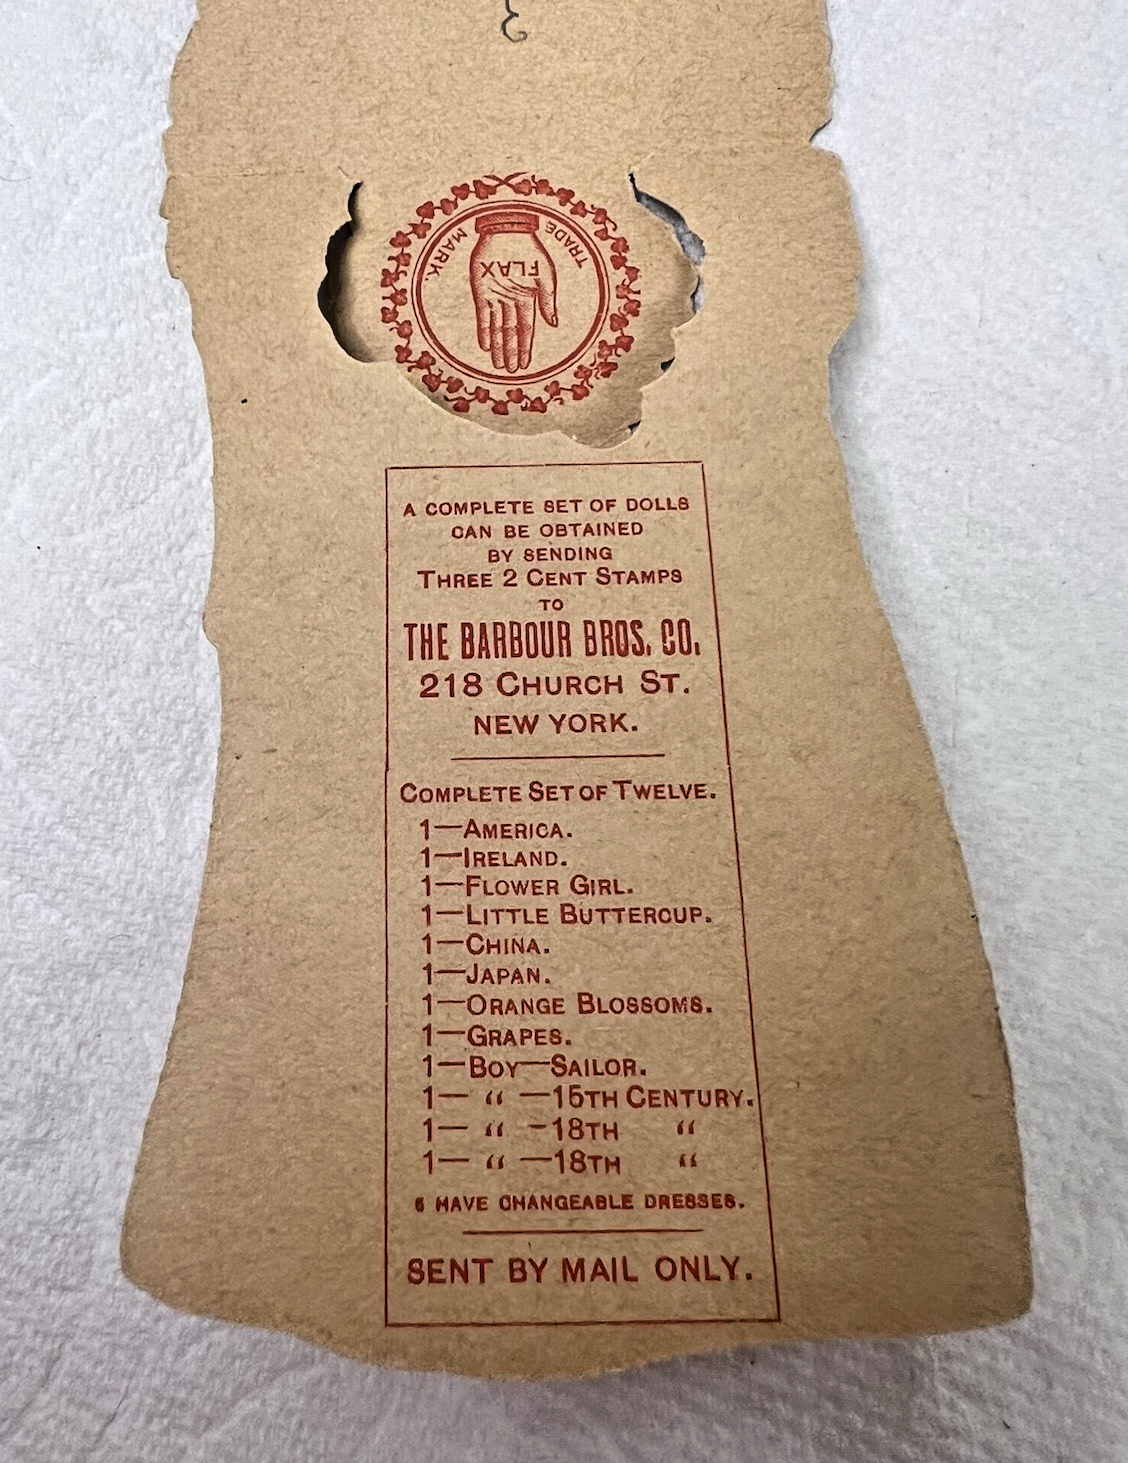 TRADE MARK.
FLAX
A COMPLETE SET OF DOLLS
CAN BE OBTAINED
BY SENDING
THREE 2 CENT STAMPS
TO
THE BARBOUR BROS. CO.
218 CHURCH ST.
NEW YORK.
COMPLETE SET OF TWELVE.
1—AMERICA.
1—IRELAND.
1—FLOWER GIRL.
1—LITTLE BUTTERCUP.
1—CHINA.
1—JAPAN.
1—ORANGE BLOSSOMS.
1—GRAPES.
1—BOY—SAILOR.
1— “ —15TH CENTURY.
1— “ —18TH “
1— “ —18TH “
6 HAVE CHANGEABLE DRESSES.
SENT BY MAIL ONLY.